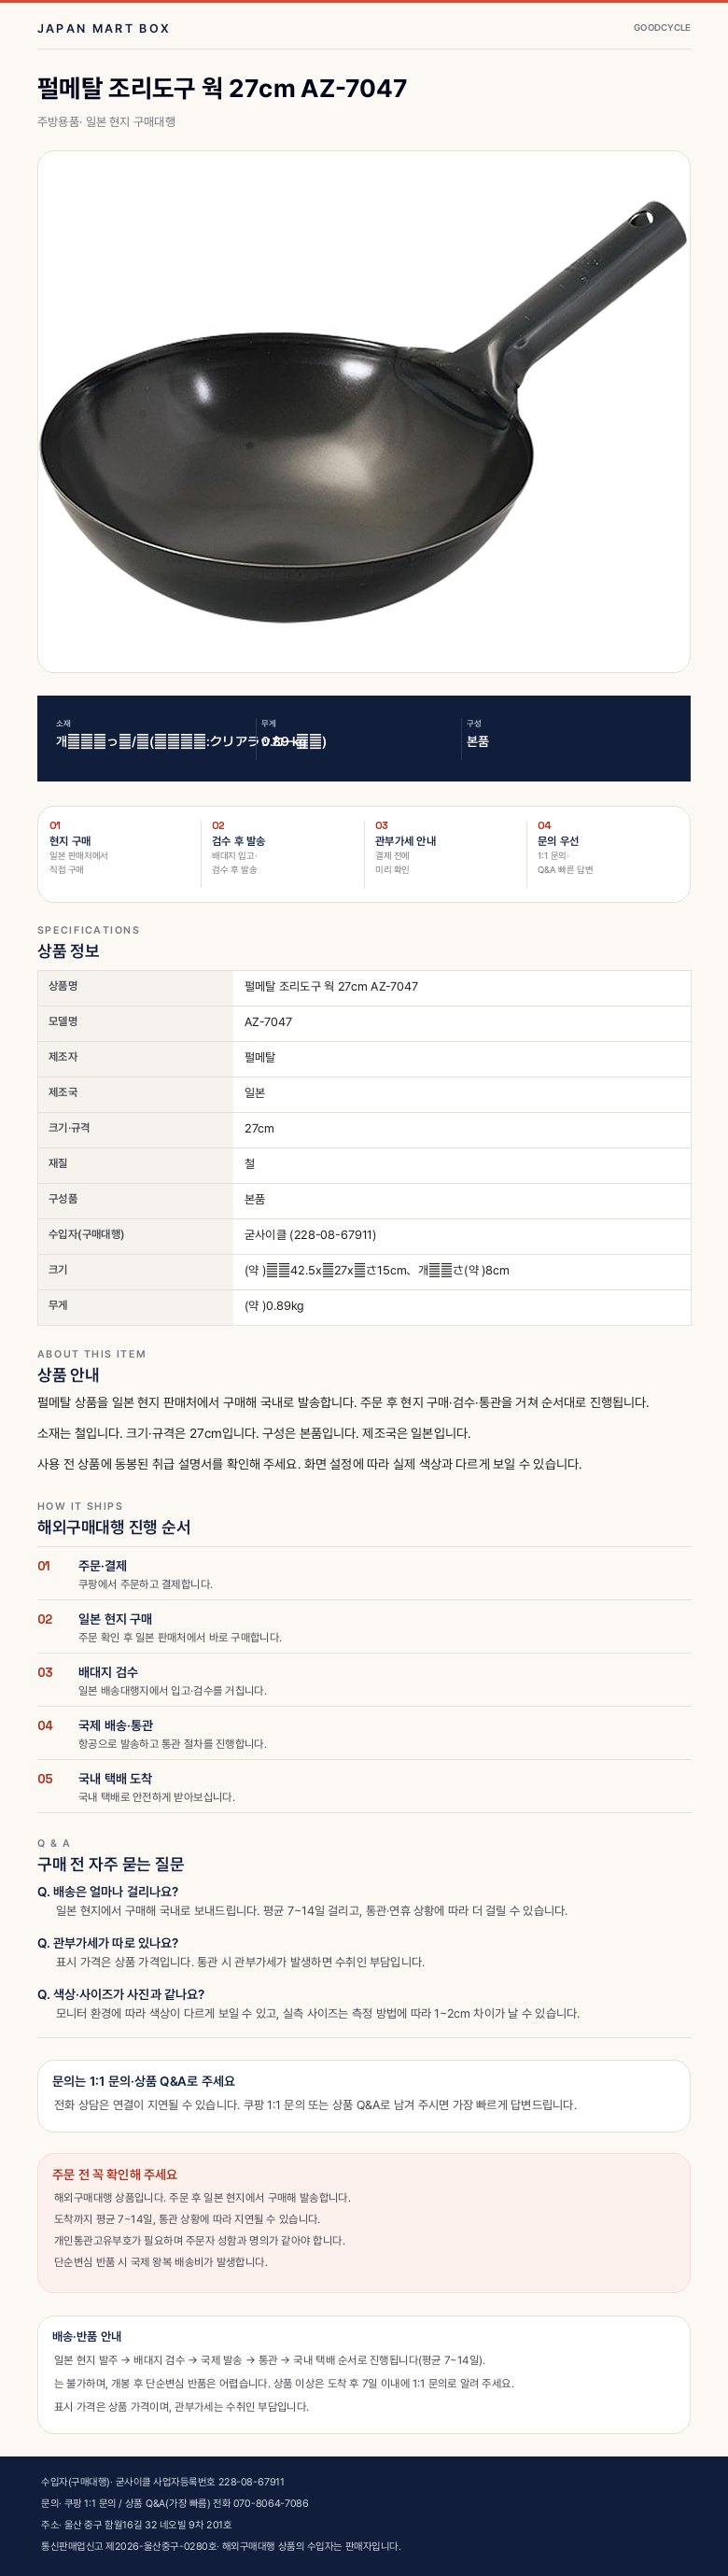 JAPAN MART BOX
GOODCYCLE
펄메탈 조리도구 웍 27cm AZ-7047
주방용품· 일본 현지 구매대행
소재
무게
구성
본품
01
현지 구매
일본 판매처에서
직접 구매
02
검수 후 발송
배대지 입고·
검수 후 발송
03
관부가세 안내
결제 전에
미리 확인
04
문의 우선
1:1 문의·
Q&A 빠른 답변
SPECIFICATIONS
상품 정보
상품명 펄메탈 조리도구 웍 27cm AZ-7047
모델명 AZ-7047
제조자 펄메탈
제조국 일본
크기·규격 27cm
재질 철
구성품 본품
수입자(구매대행) 굳사이클 (228-08-67911)
크기 (약 )42.5x27xさ15cm、개さ(약 )8cm
무게 (약 )0.89kg
ABOUT THIS ITEM
상품 안내
펄메탈 상품을 일본 현지 판매처에서 구매해 국내로 발송합니다. 주문 후 현지 구매·검수·통관을 거쳐 순서대로 진행됩니다.
소재는 철입니다. 크기·규격은 27cm입니다. 구성은 본품입니다. 제조국은 일본입니다.
사용 전 상품에 동봉된 취급 설명서를 확인해 주세요. 화면 설정에 따라 실제 색상과 다르게 보일 수 있습니다.
HOW IT SHIPS
해외구매대행 진행 순서
01 주문·결제
쿠팡에서 주문하고 결제합니다.
02 일본 현지 구매
주문 확인 후 일본 판매처에서 바로 구매합니다.
03 배대지 검수
일본 배송대행지에서 입고·검수를 거칩니다.
04 국제 배송·통관
항공으로 발송하고 통관 절차를 진행합니다.
05 국내 택배 도착
국내 택배로 안전하게 받아보십니다.
Q & A
구매 전 자주 묻는 질문
Q. 배송은 얼마나 걸리나요?
일본 현지에서 구매해 국내로 보내드립니다. 평균 7~14일 걸리고, 통관·연휴 상황에 따라 더 걸릴 수 있습니다.
Q. 관부가세가 따로 있나요?
표시 가격은 상품 가격입니다. 통관 시 관부가세가 발생하면 수취인 부담입니다.
Q. 색상·사이즈가 사진과 같나요?
모니터 환경에 따라 색상이 다르게 보일 수 있고, 실측 사이즈는 측정 방법에 따라 1~2cm 차이가 날 수 있습니다.
문의는 1:1 문의·상품 Q&A로 주세요
전화 상담은 연결이 지연될 수 있습니다. 쿠팡 1:1 문의 또는 상품 Q&A로 남겨 주시면 가장 빠르게 답변드립니다.
주문 전 꼭 확인해 주세요
해외구매대행 상품입니다. 주문 후 일본 현지에서 구매해 발송합니다.
도착까지 평균 7~14일, 통관 상황에 따라 지연될 수 있습니다.
개인통관고유부호가 필요하며 주문자 성함과 명의가 같아야 합니다.
단순변심 반품 시 국제 왕복 배송비가 발생합니다.
배송·반품 안내
일본 현지 발주 → 배대지 검수 → 국제 발송 → 통관 → 국내 택배 순서로 진행됩니다(평균 7~14일).
는 불가하며, 개봉 후 단순변심 반품은 어렵습니다. 상품 이상은 도착 후 7일 이내에 1:1 문의로 알려 주세요.
표시 가격은 상품 가격이며, 관부가세는 수취인 부담입니다.
수입자(구매대행)· 굳사이클 사업자등록번호 228-08-67911
문의· 쿠팡 1:1 문의 / 상품 Q&A(가장 빠름) 전화 070-8064-7086
주소· 울산 중구 함월16길 32 네오빌 9차 201호
통신판매업신고 제2026-울산중구-0280호· 해외구매대행 상품의 수입자는 판매자입니다.